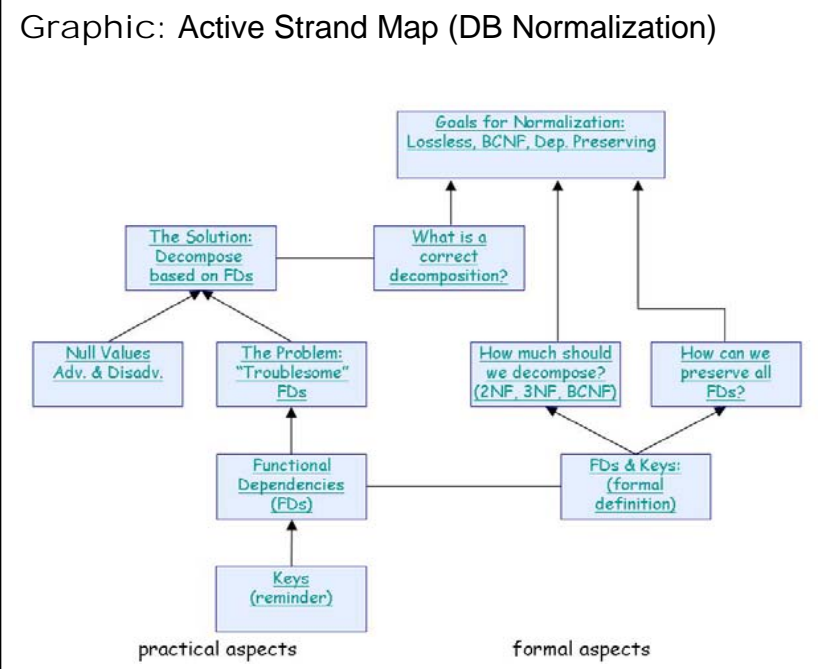 Graphic: Active Strand Map (DB Normalization)
Goals for Normalization:
Lossless, BCNF, Dep. Preserving
The Solution:
Decompose
based on FDs
What is a
correct
decomposition?
Null Values
Adv. & Disadv.
The Problem:
"Troublesome"
FDs
How much should
we decompose?
(2NF, 3NF, BCNF)
How can we
preserve all
FDs?
Functional
Dependencies
(FDs)
FDs & Keys:
(formal
definition)
Keys
(reminder)
practical aspects
formal aspects